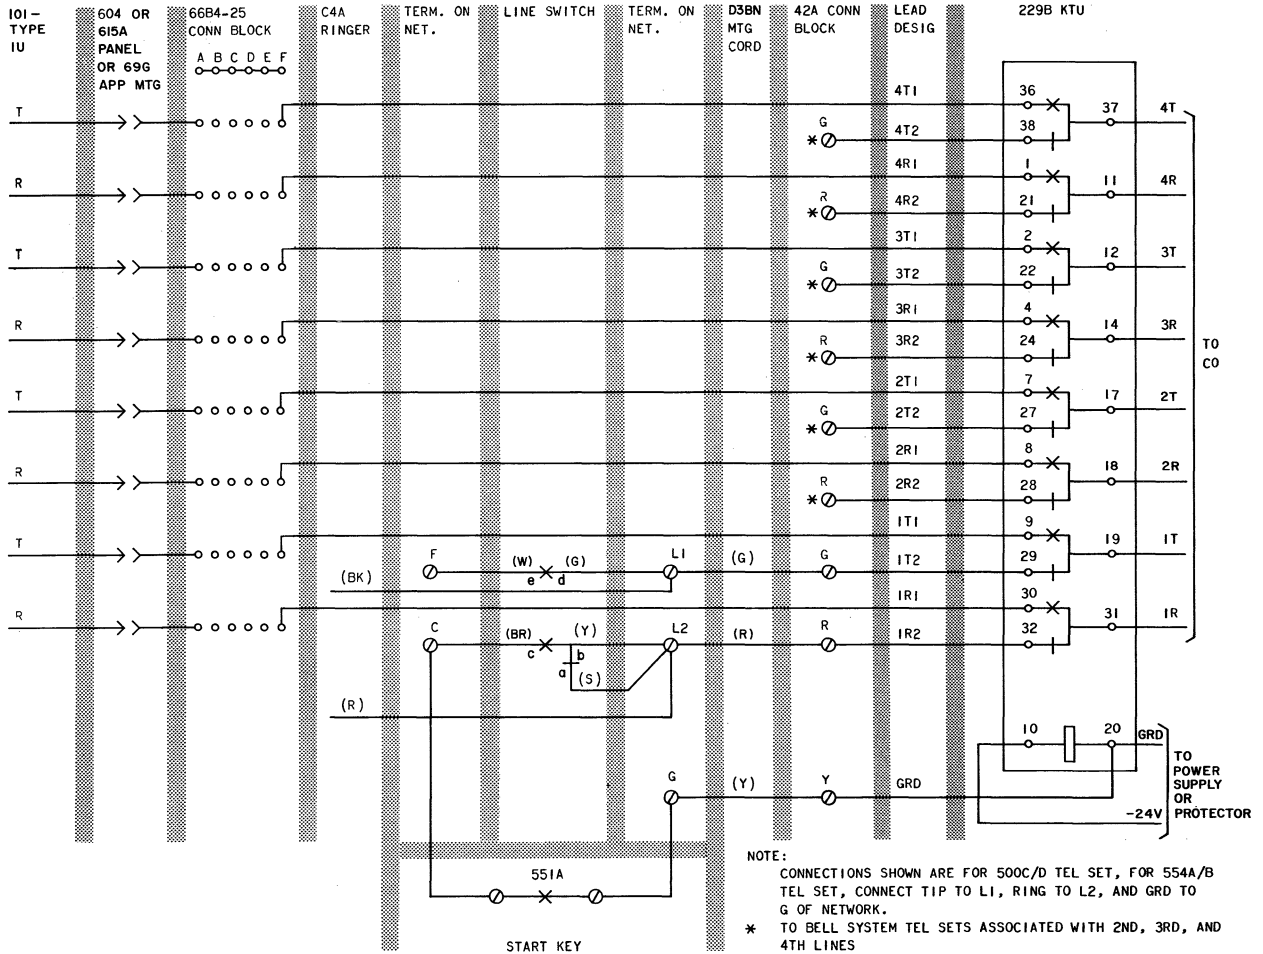 101-
TYPE
IU
604 OR
615A
PANEL
OR 69G
APP MTG
66B4-25
CONN BLOCK
A B C D E F
C4A
RINGER
TERM. ON
NET.
LINE SWITCH
TERM. ON
NET.
D3BN
MTG
CORD
42A CONN
BLOCK
LEAD
DESIG
229B KTU
T
4T1
36
37
4T
G
* 4T2
38
R
4R1
1
11
4R
R
* 4R2
21
T
3T1
2
12
3T
G
* 3T2
22
R
3R1
4
14
3R
R
* 3R2
24
TO
CO
T
2T1
7
17
2T
G
* 2T2
27
R
2R1
8
18
2R
R
* 2R2
28
T
1T1
9
19
1T
F
(W)
(G)
e
d
L1
(G)
G
1T2
29
(BK)
R
1R1
30
31
1R
C
(BR)
(Y)
c
b
a
(S)
L2
(R)
R
1R2
32
(R)
10
20
GRD
G
(Y)
Y
GRD
-24V
TO
POWER
SUPPLY
OR
PROTECTOR
551A
START KEY
NOTE:
CONNECTIONS SHOWN ARE FOR 500C/D TEL SET, FOR 554A/B
TEL SET, CONNECT TIP TO L1, RING TO L2, AND GRD TO
G OF NETWORK.
* TO BELL SYSTEM TEL SETS ASSOCIATED WITH 2ND, 3RD, AND
4TH LINES